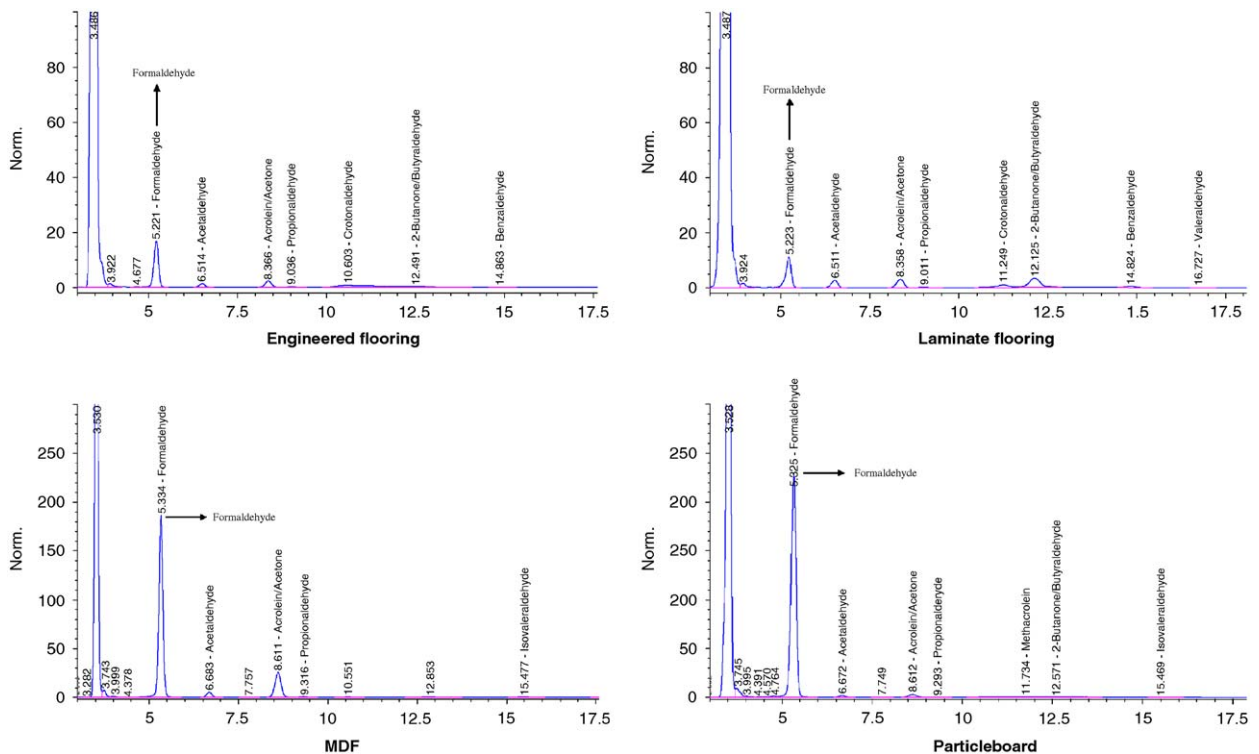 Norm.
80
60
40
20
0
3.486
3.922
4.677
5.221 - Formaldehyde
Formaldehyde
6.514 - Acetaldehyde
8.366 - Acrolein/Acetone
9.036 - Propionaldehyde
10.603 - Crotonaldehyde
12.491 - 2-Butanone/Butyraldehyde
14.863 - Benzaldehyde
5 7.5 10 12.5 15 17.5
Engineered flooring
Norm.
80
60
40
20
0
3.487
3.924
5.223 - Formaldehyde
Formaldehyde
6.511 - Acetaldehyde
8.358 - Acrolein/Acetone
9.011 - Propionaldehyde
11.249 - Crotonaldehyde
12.125 - 2-Butanone/Butyraldehyde
14.824 - Benzaldehyde
16.727 - Valeraldehyde
5 7.5 10 12.5 1.5 17.5
Laminate flooring
Norm.
250
200
150
100
50
0
3.282
3.530
3.743
3.999
4.378
5.334 - Formaldehyde
Formaldehyde
6.683 - Acetaldehyde
7.757
8.611 - Acrolein/Acetone
9.316 - Propionaldehyde
10.551
12.853
15.477 - Isovaleraldehyde
5 7.5 10 12.5 15 17.5
MDF
Norm.
250
200
250
200
50
0
3.528
3.745
3.995
4.391
4.570
4.764
5.325 - Formaldehyde
Formaldehyde
6.672 - Acetaldehyde
7.749
8.612 - Acrolein/Acetone
9.293 - Propionalderyde
11.734 - Methacrolein
12.571 - 2-Butanone/Butyraldehyde
15.469 - Isovaleraldehyde
5 7.5 10 12.5 15 17.5
Particleboard